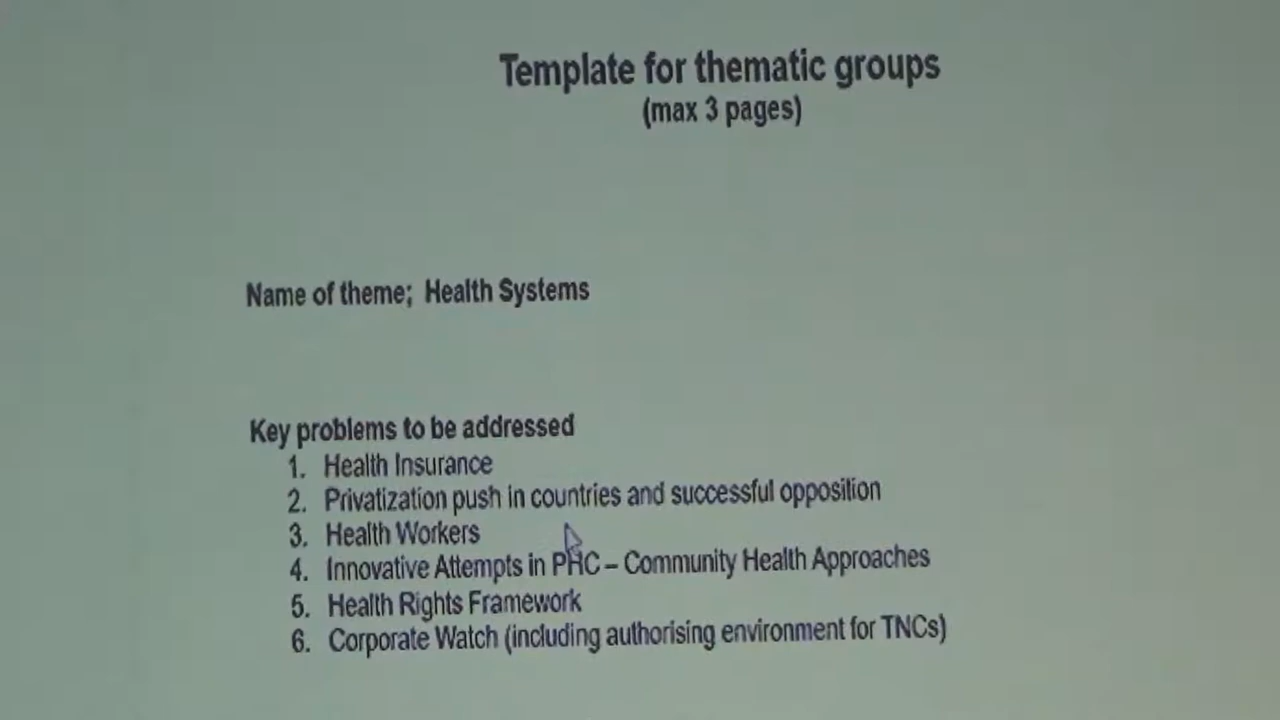 Template for thematic groups
(max 3 pages)
Name of theme; Health Systems
Key problems to be addressed
1. Health Insurance
2. Privatization push in countries and successful opposition
3. Health Workers
4. Innovative Attempts in PHC – Community Health Approaches
5. Health Rights Framework
6. Corporate Watch (including authorising environment for TNCs)